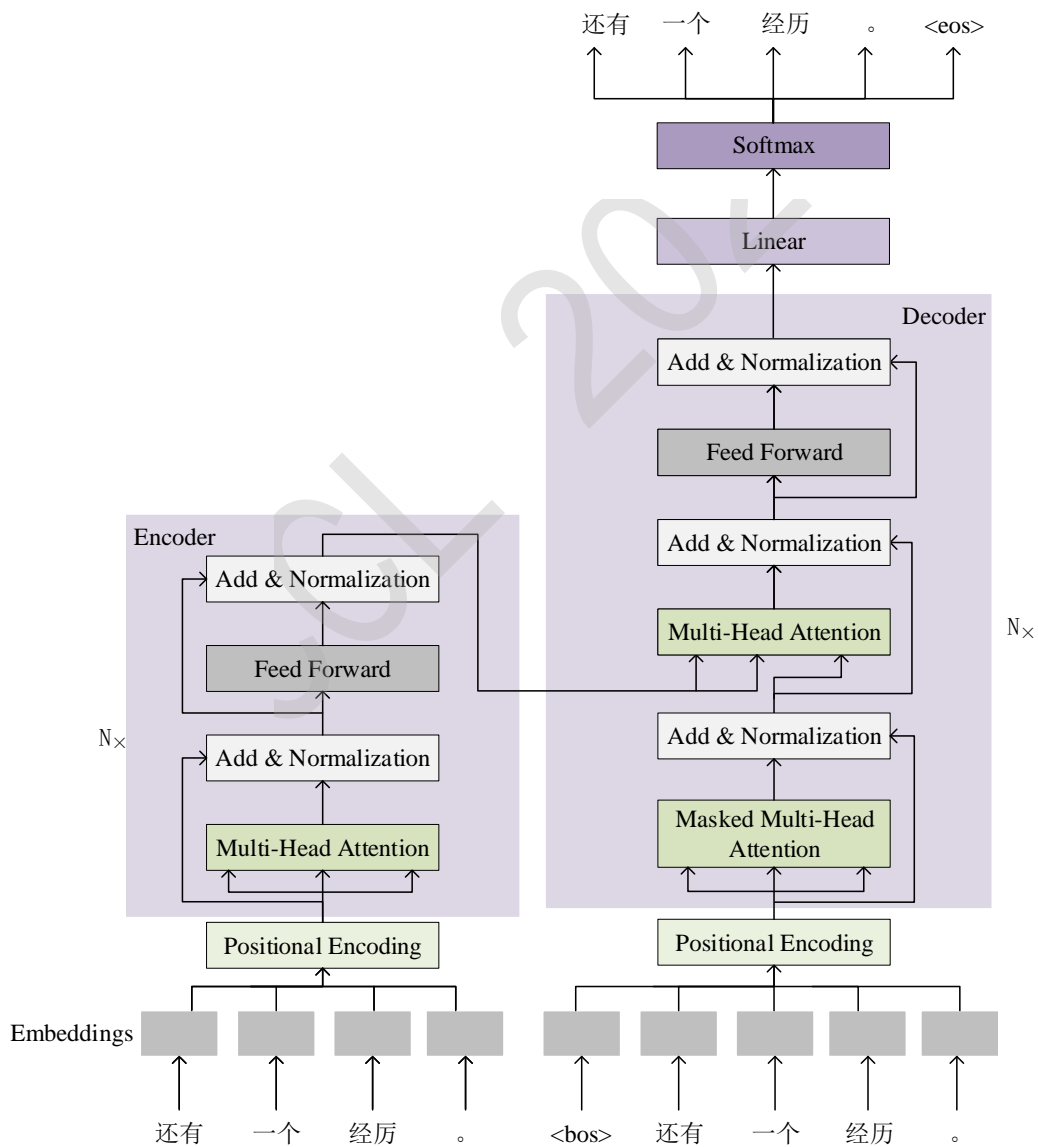 还有 一个 经历 。 <eos>
Softmax
Linear
Decoder
Add & Normalization
Feed Forward
Add & Normalization
Multi-Head Attention
N×
Add & Normalization
Masked Multi-Head
Attention
Positional Encoding
Encoder
Add & Normalization
Feed Forward
N×
Add & Normalization
Multi-Head Attention
Positional Encoding
Embeddings
还有 一个 经历 。 <bos> 还有 一个 经历 。
CCL 202